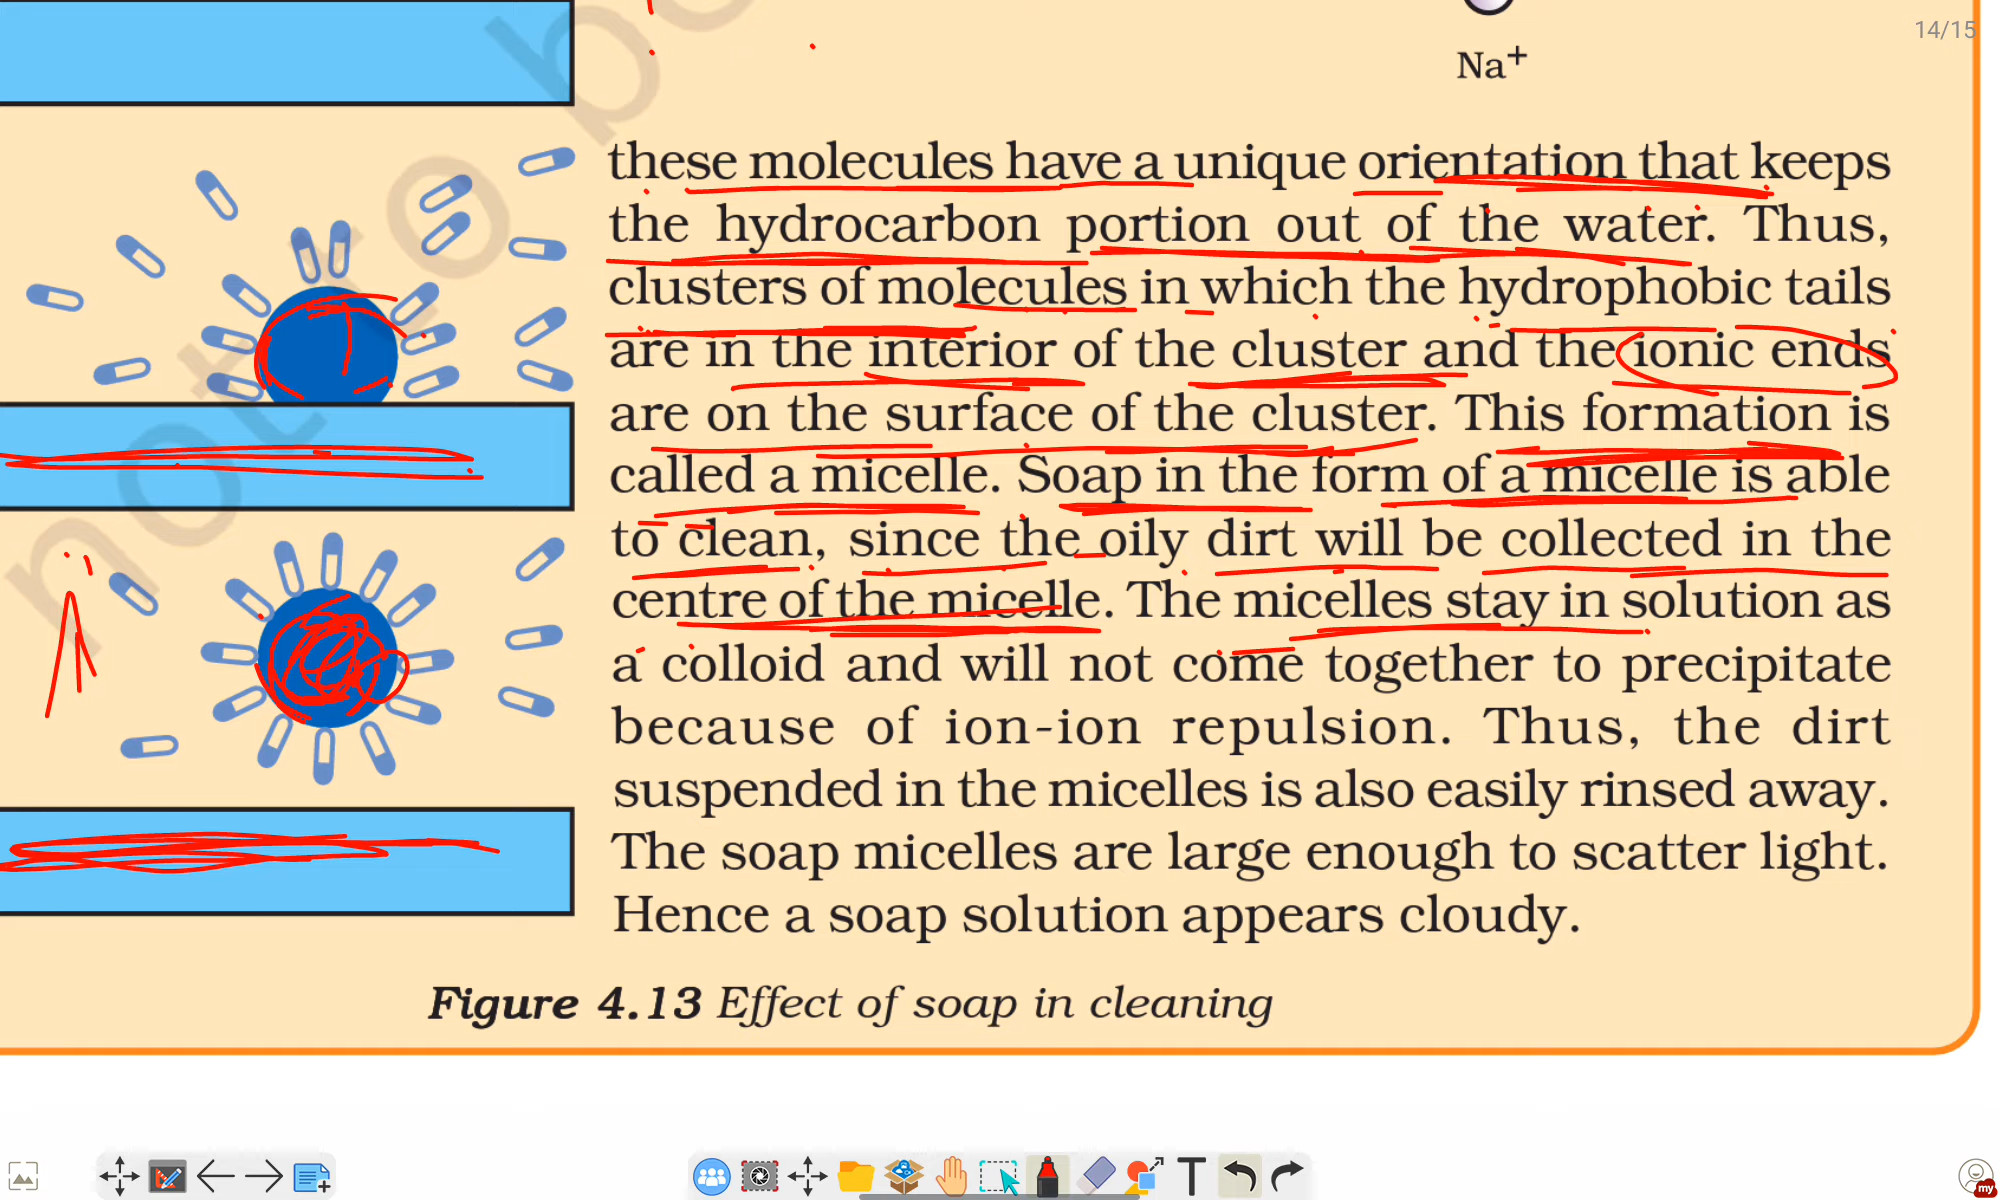 14/15
Na+
these molecules have a unique orientation that keeps
the hydrocarbon portion out of the water. Thus,
clusters of molecules in which the hydrophobic tails
are in the interior of the cluster and the ionic ends
are on the surface of the cluster. This formation is
called a micelle. Soap in the form of a micelle is able
to clean, since the oily dirt will be collected in the
centre of the micelle. The micelles stay in solution as
a colloid and will not come together to precipitate
because of ion-ion repulsion. Thus, the dirt
suspended in the micelles is also easily rinsed away.
The soap micelles are large enough to scatter light.
Hence a soap solution appears cloudy.
Figure 4.13 Effect of soap in cleaning
not to be
T
my